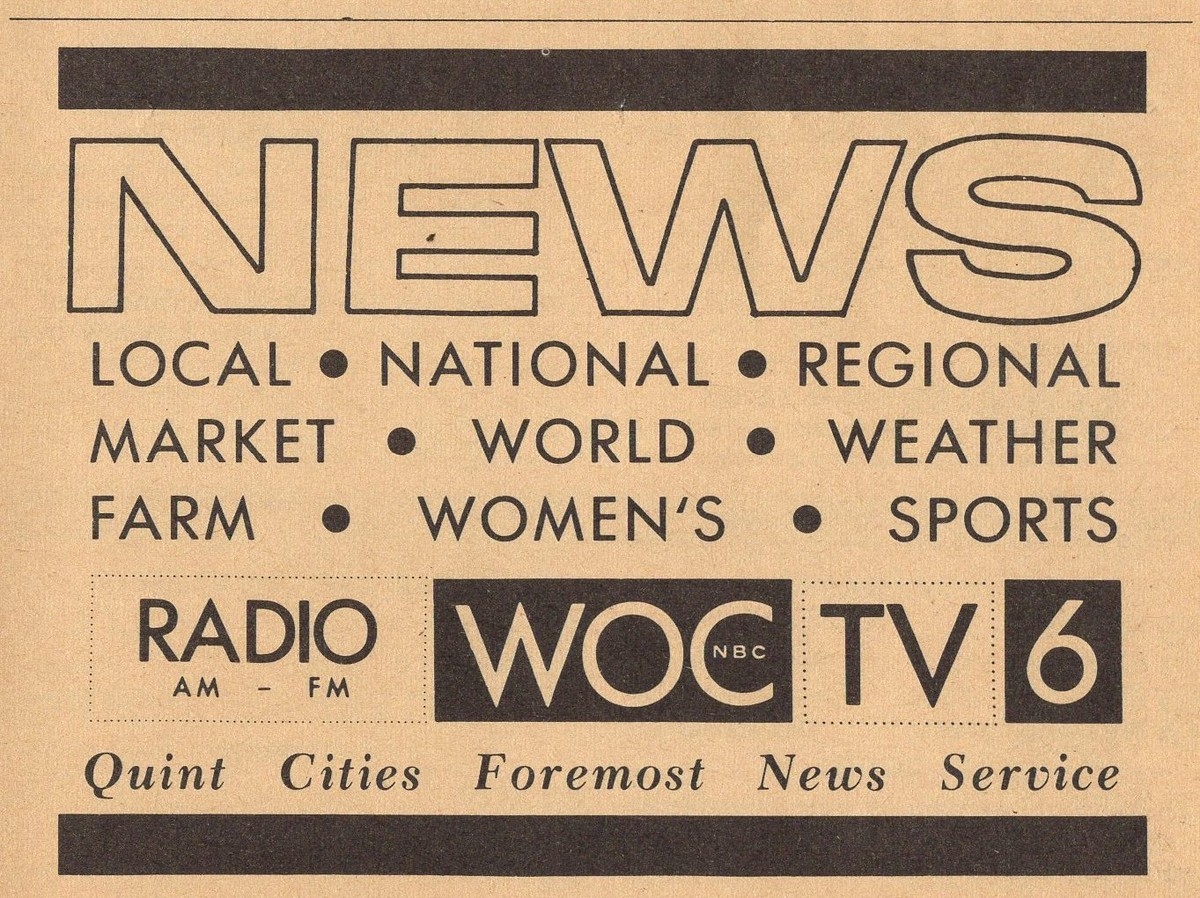 NEWS
LOCAL • NATIONAL • REGIONAL
MARKET • WORLD • WEATHER
FARM • WOMEN'S • SPORTS
RADIO WOC NBC TV 6
AM - FM
Quint Cities Foremost News Service